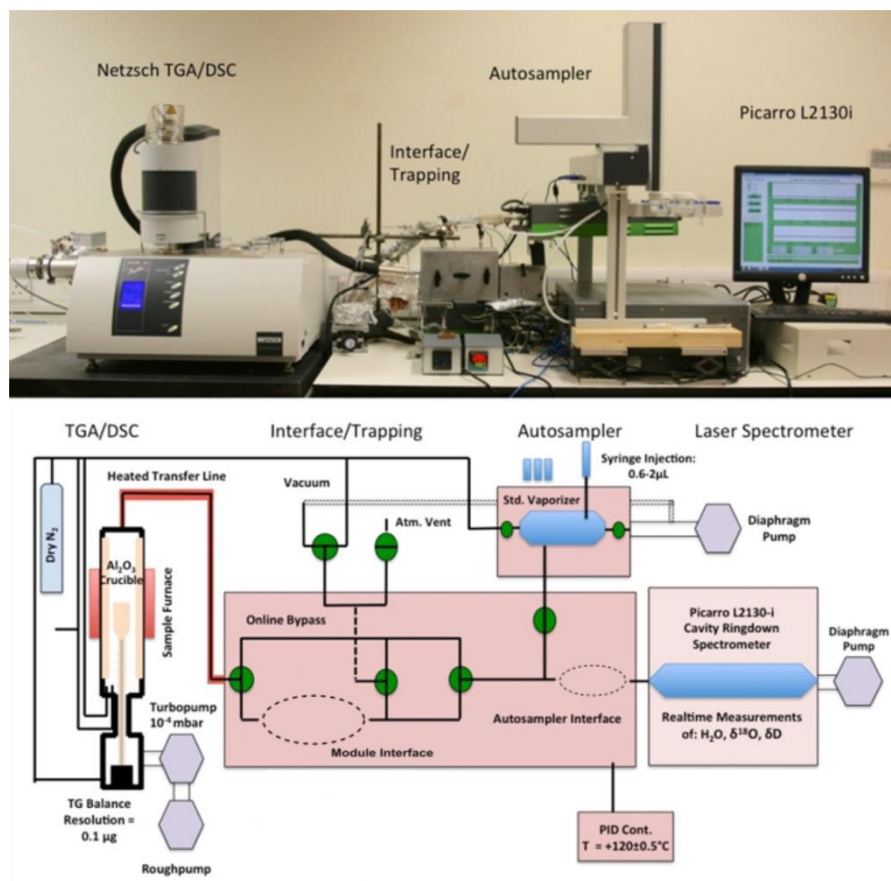 Netzsch TGA/DSC
Autosampler
Picarro L2130i
Interface/
Trapping
NETZSCH
TGA/DSC
Interface/Trapping
Autosampler
Laser Spectrometer
Heated Transfer Line
Vacuum
Atm. Vent
Syringe Injection:
0.6-2µL
Std. Vaporizer
Diaphragm
Pump
Dry N₂
Al₂O₃
Crucible
Sample Furnace
Online Bypass
Picarro L2130-i
Cavity Ringdown
Spectrometer
Diaphragm
Pump
Turbopump
10⁻⁴ mbar
Autosampler Interface
Module Interface
Realtime Measurements
of: H₂O, δ¹⁸O, δD
TG Balance
Resolution =
0.1 µg
Roughpump
PID Cont.
T = +120±0.5°C